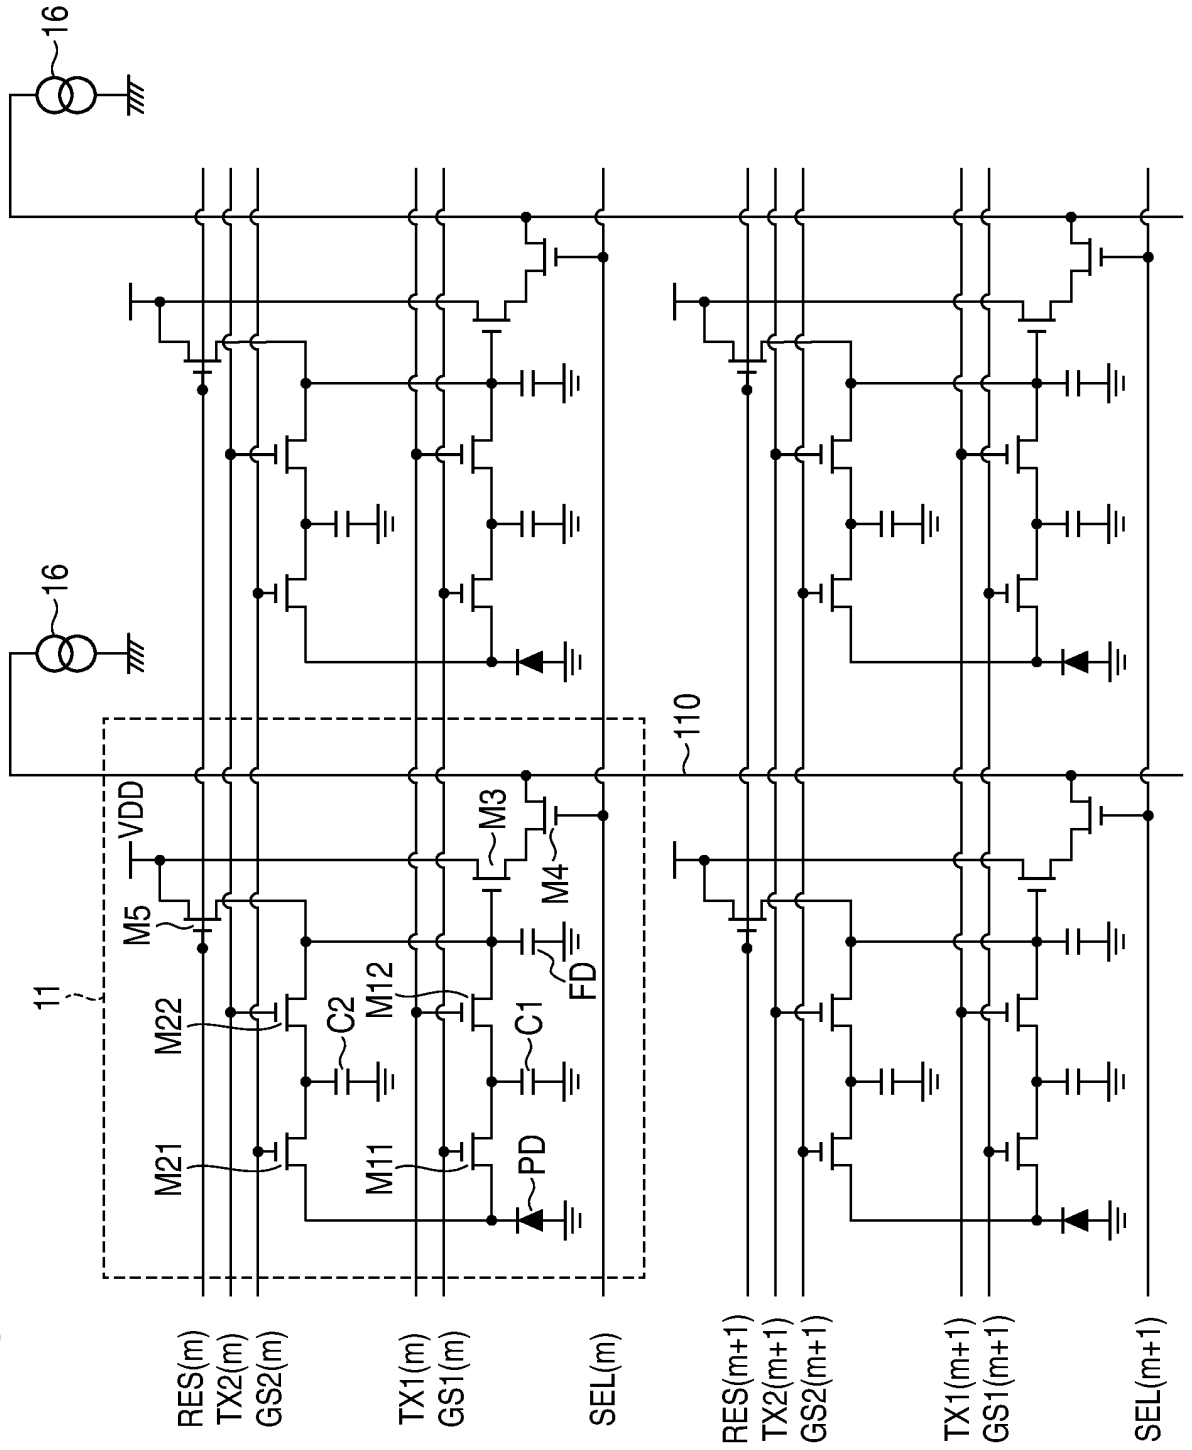 16
16
11
M5
VDD
M21
M22
C2
M12
M3
M11
PD
C1
FD
M4
110
RES(m)
TX2(m)
GS2(m)
TX1(m)
GS1(m)
SEL(m)
RES(m+1)
TX2(m+1)
GS2(m+1)
TX1(m+1)
GS1(m+1)
SEL(m+1)